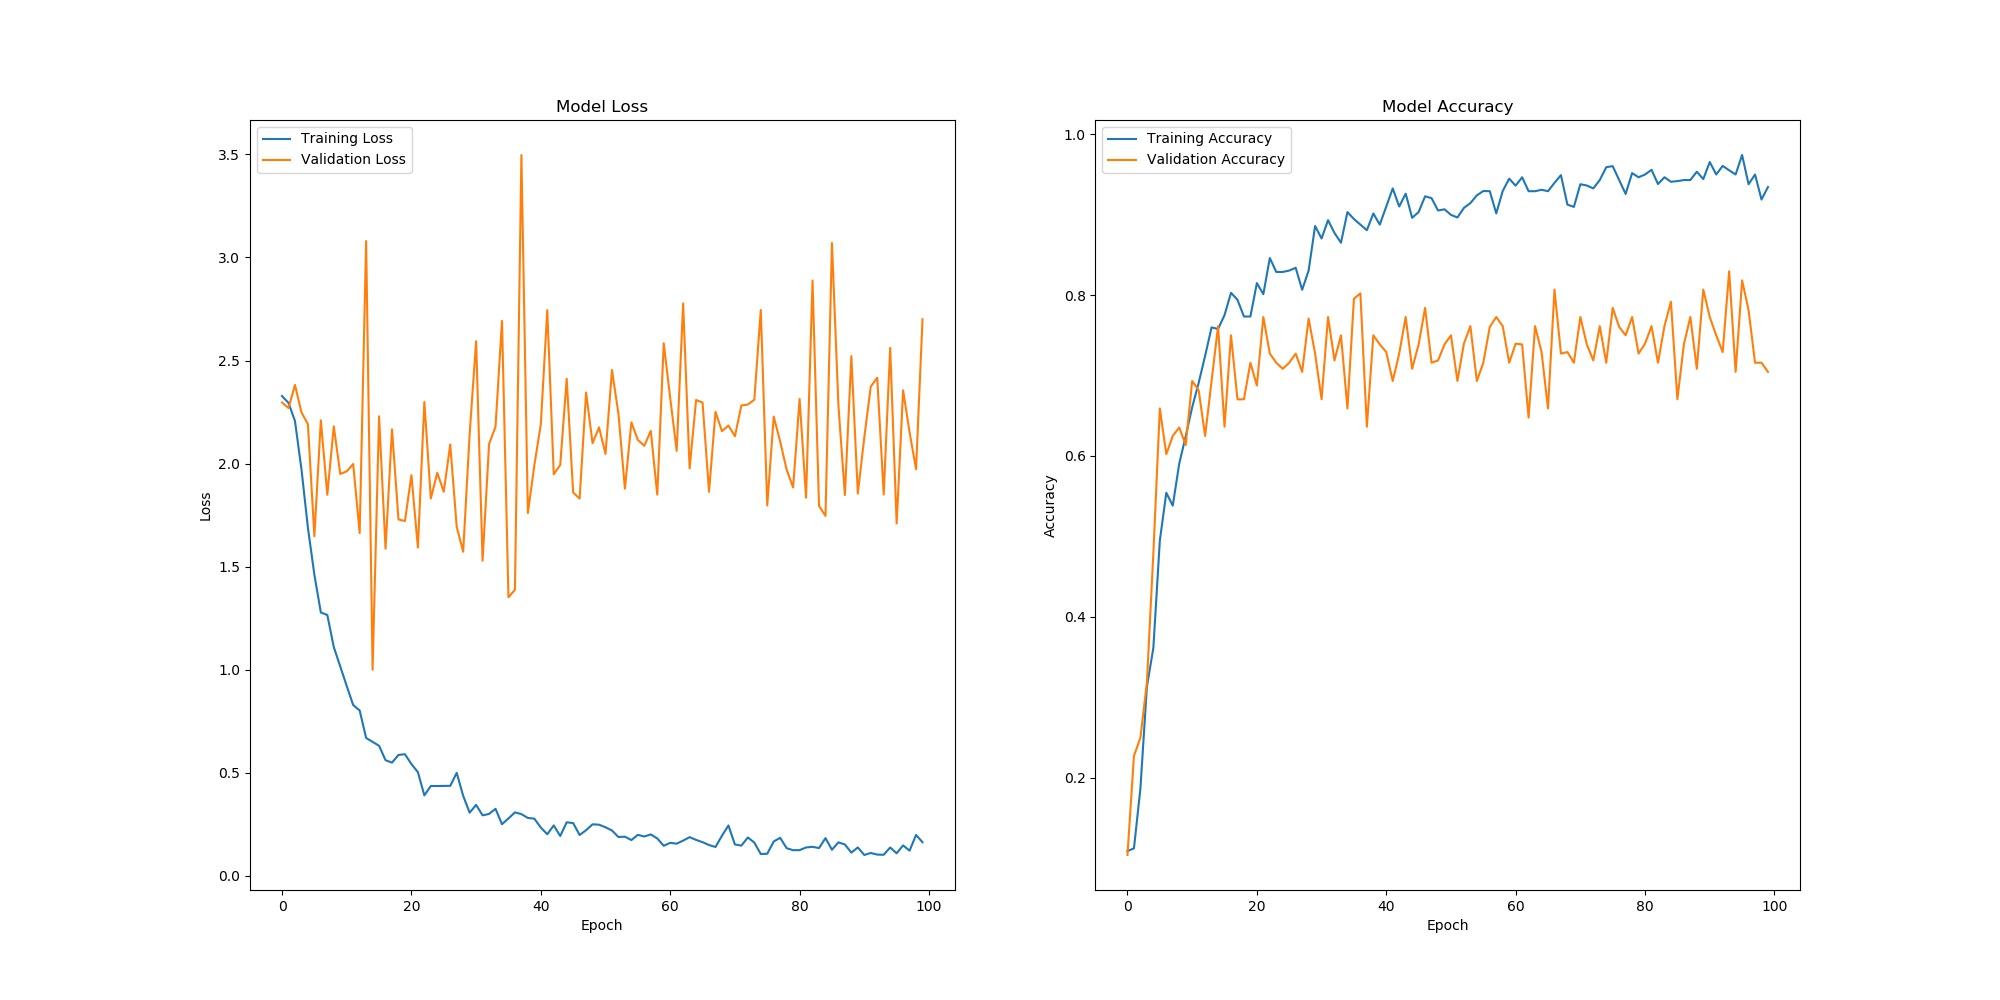 Model Loss
Training Loss
Validation Loss
3.5
3.0
2.5
2.0
1.5
1.0
0.5
0.0
Loss
0 20 40 60 80 100
Epoch
Model Accuracy
Training Accuracy
Validation Accuracy
1.0
0.8
0.6
0.4
0.2
Accuracy
0 20 40 60 80 100
Epoch